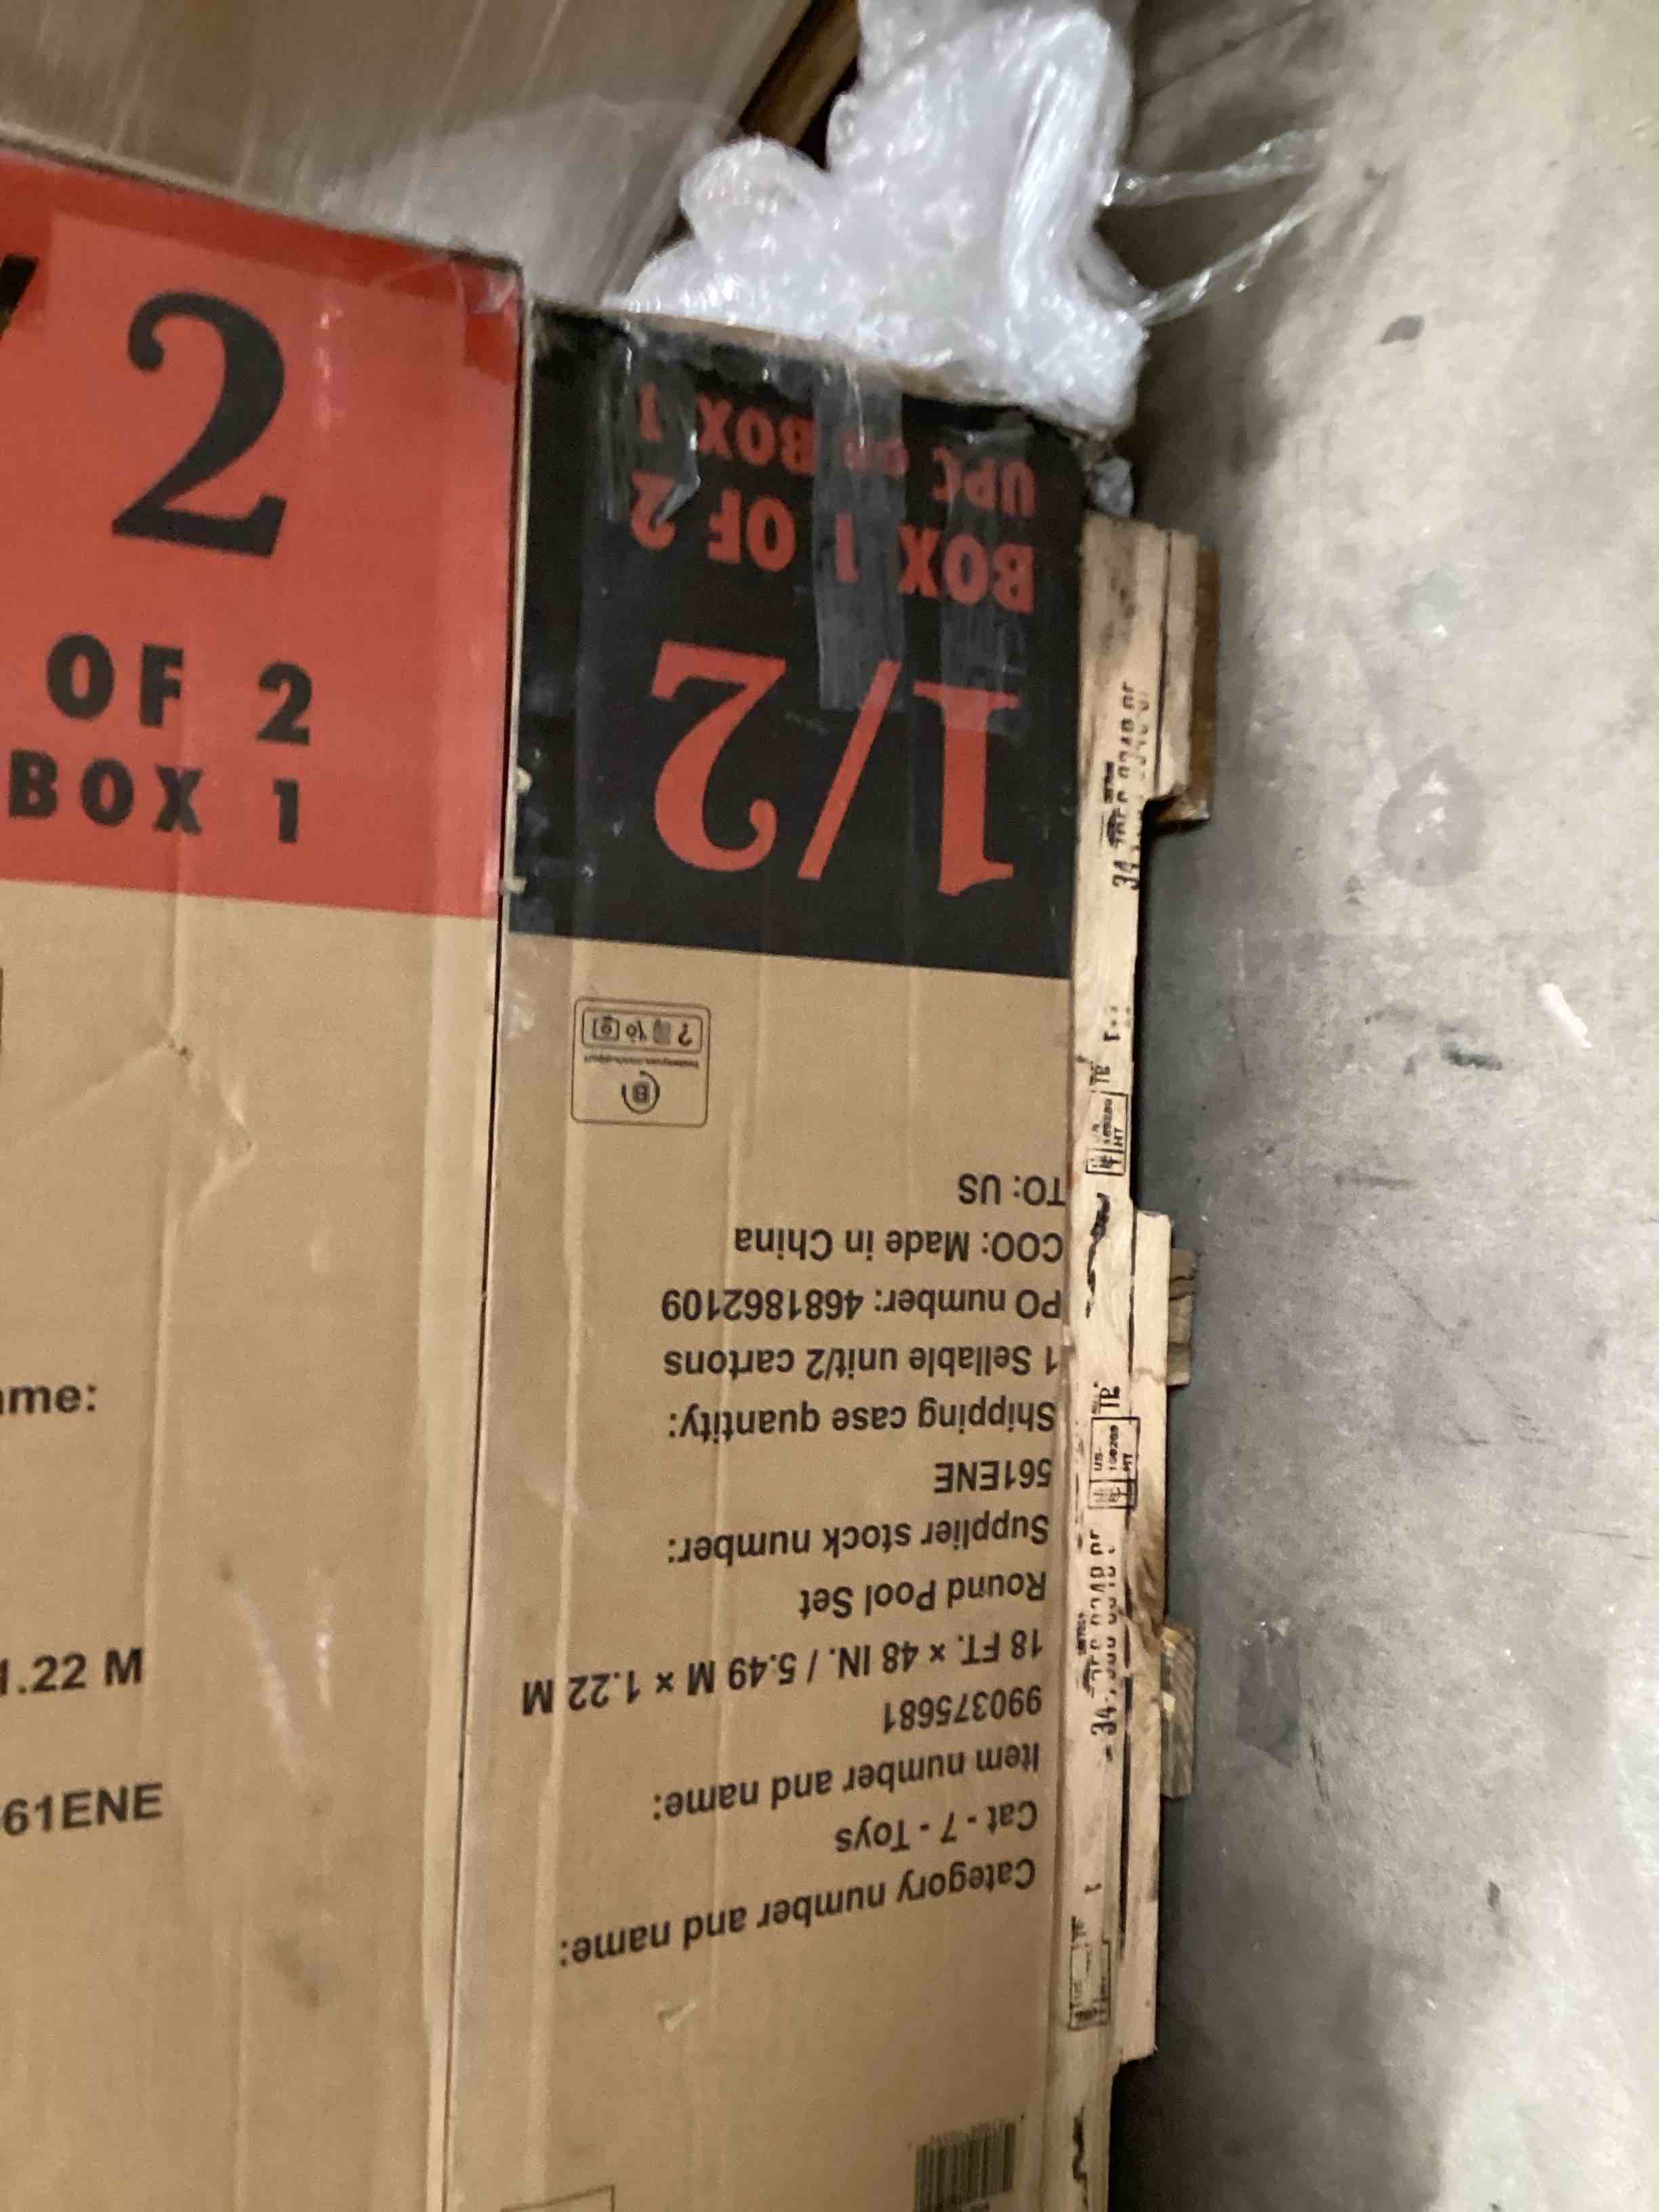 2
OF 2
BOX 1
ame:
1.22 M
61ENE
Category number and name:
Cat - 7 - Toys
Item number and name:
990375681
18 FT. × 48 IN. / 5.49 M × 1.22 M
Round Pool Set
Supplier stock number:
561ENE
Shipping case quantity:
1 Sellable unit/2 cartons
PO number: 4681862109
COO: Made in China
TO: US
1/2
BOX 1 OF 2
UPC ON BOX 1